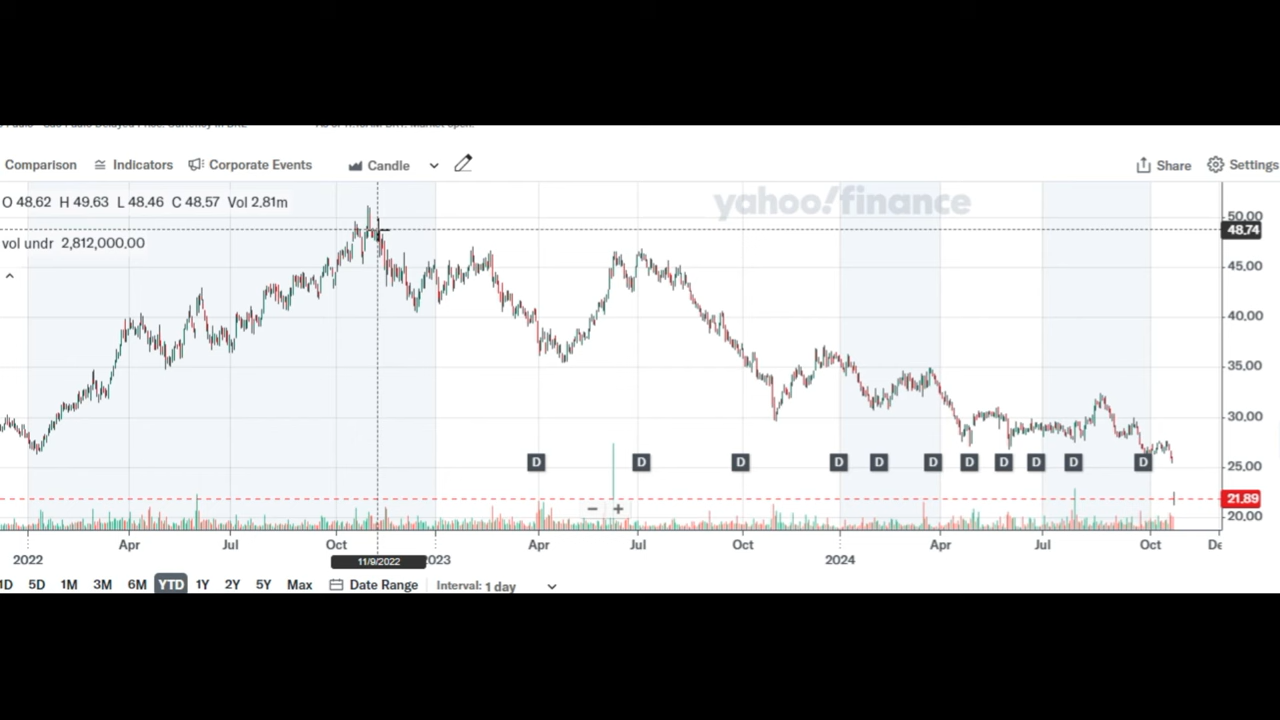 Comparison Indicators Corporate Events Candle Share Settings
yahoo!finance
O 48.62 H 49.63 L 48.46 C 48.57 Vol 2,81m
vol undr 2,812,000,00
50.00
48.74
45.00
40.00
35.00
30.00
D D D D D D D D D D D
25.00
21.89
20.00
Apr Jul Oct Apr Jul Oct Apr Jul Oct De
2022 11/9/2022 023 2024
1D 5D 1M 3M 6M YTD 1Y 2Y 5Y Max Date Range Interval: 1 day